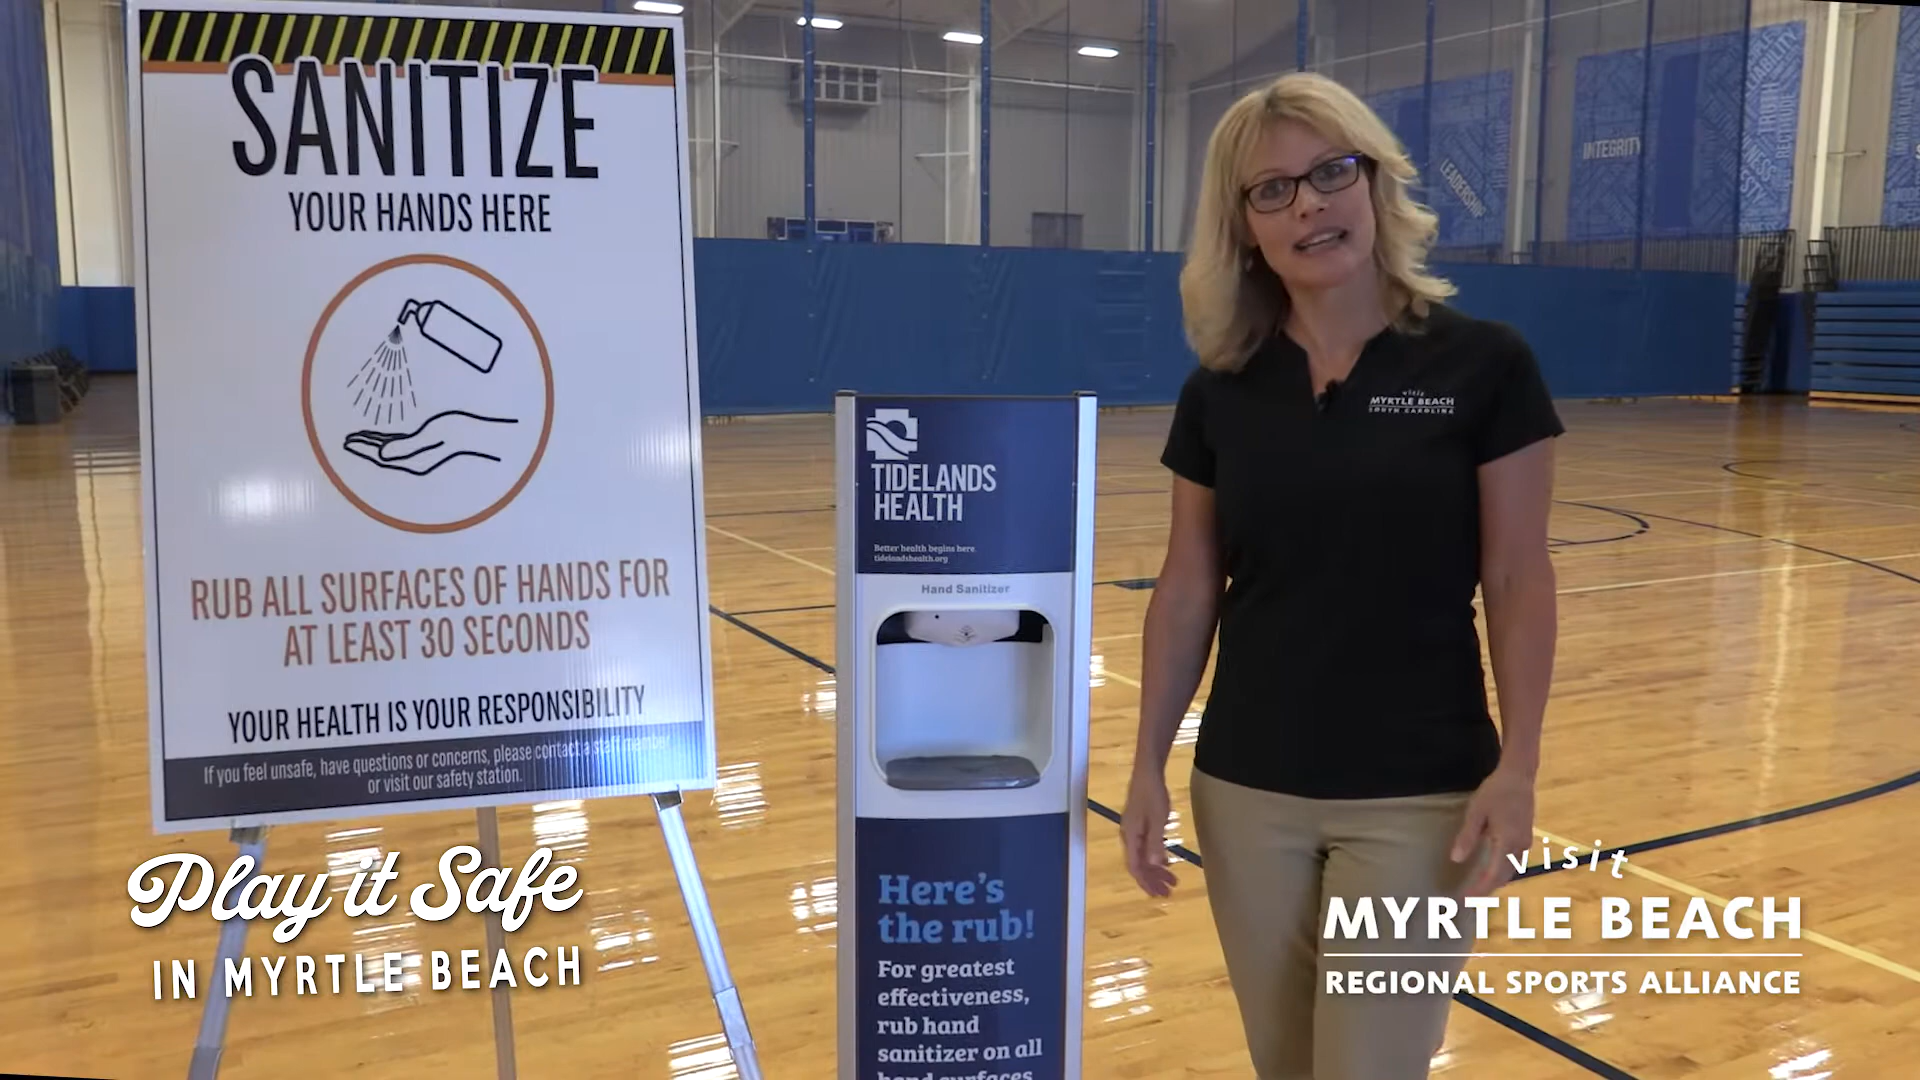 SANITIZE
YOUR HANDS HERE
RUB ALL SURFACES OF HANDS FOR
AT LEAST 30 SECONDS
YOUR HEALTH IS YOUR RESPONSIBILITY
If you feel unsafe, have questions or concerns, please contact a staff member
or visit our safety station.
TIDELANDS
HEALTH
Better health begins here.
tidelandshealth.org
Hand Sanitizer
Here's
the rub!
For greatest
effectiveness,
rub hand
sanitizer on all
hand surfaces
visit
MYRTLE BEACH
SOUTH CAROLINA
LEADERSHIP
INTEGRITY
Play it Safe
IN MYRTLE BEACH
visit
MYRTLE BEACH
REGIONAL SPORTS ALLIANCE